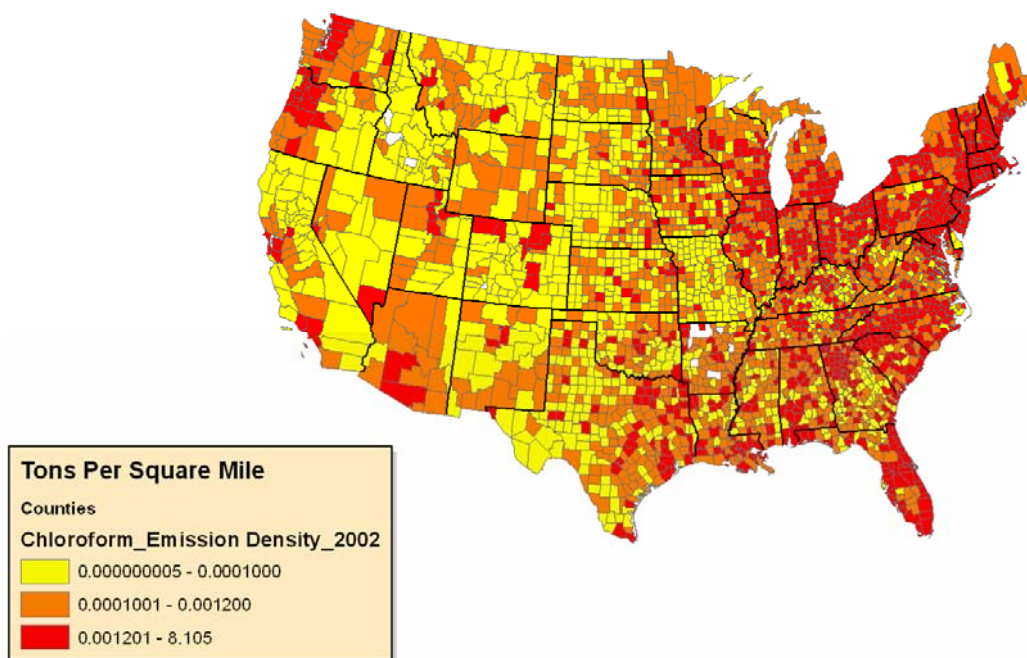 Tons Per Square Mile
Counties
Chloroform_Emission Density_2002
0.000000005 - 0.0001000
0.0001001 - 0.001200
0.001201 - 8.105